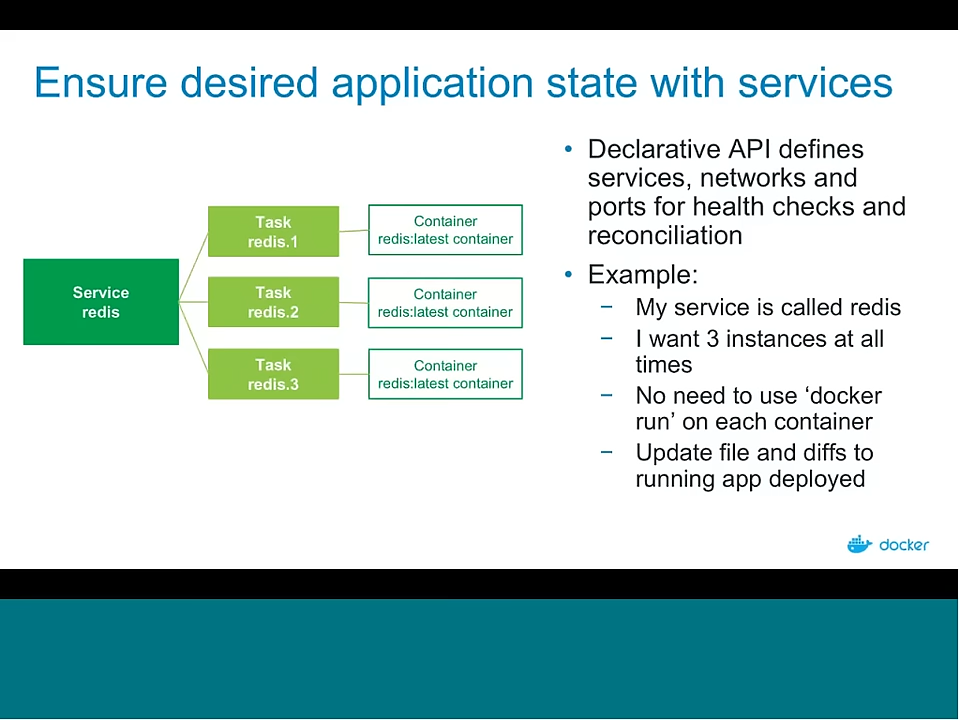 Ensure desired application state with services
Service
redis
Task
redis.1
Container
redis:latest container
Task
redis.2
Container
redis:latest container
Task
redis.3
Container
redis:latest container
• Declarative API defines
services, networks and
ports for health checks and
reconciliation
• Example:
− My service is called redis
− I want 3 instances at all
times
− No need to use ‘docker
run’ on each container
− Update file and diffs to
running app deployed
docker